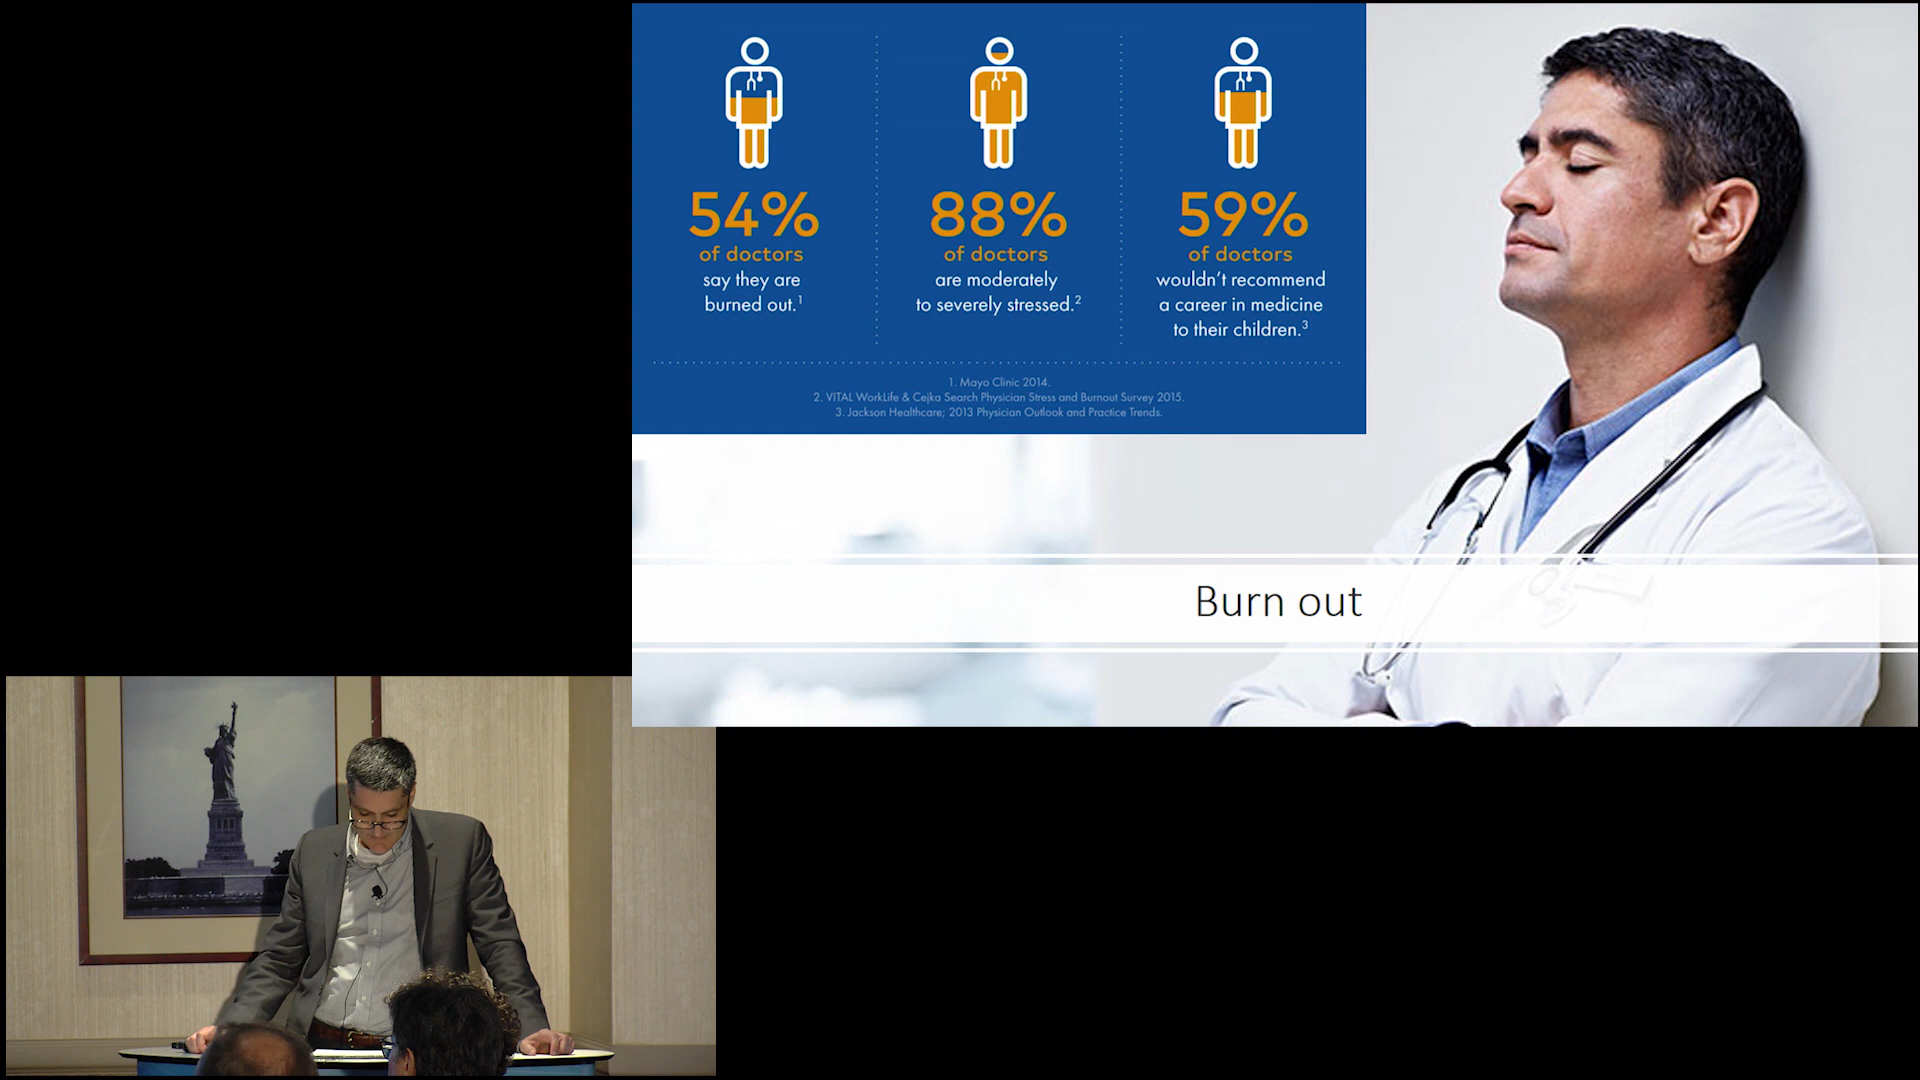 54%
of doctors
say they are
burned out.1
88%
of doctors
are moderately
to severely stressed.2
59%
of doctors
wouldn't recommend
a career in medicine
to their children.3
1. Mayo Clinic 2014.
2. VITAL WorkLife & Cejka Search Physician Stress and Burnout Survey 2015.
3. Jackson Healthcare; 2013 Physician Outlook and Practice Trends.
Burn out